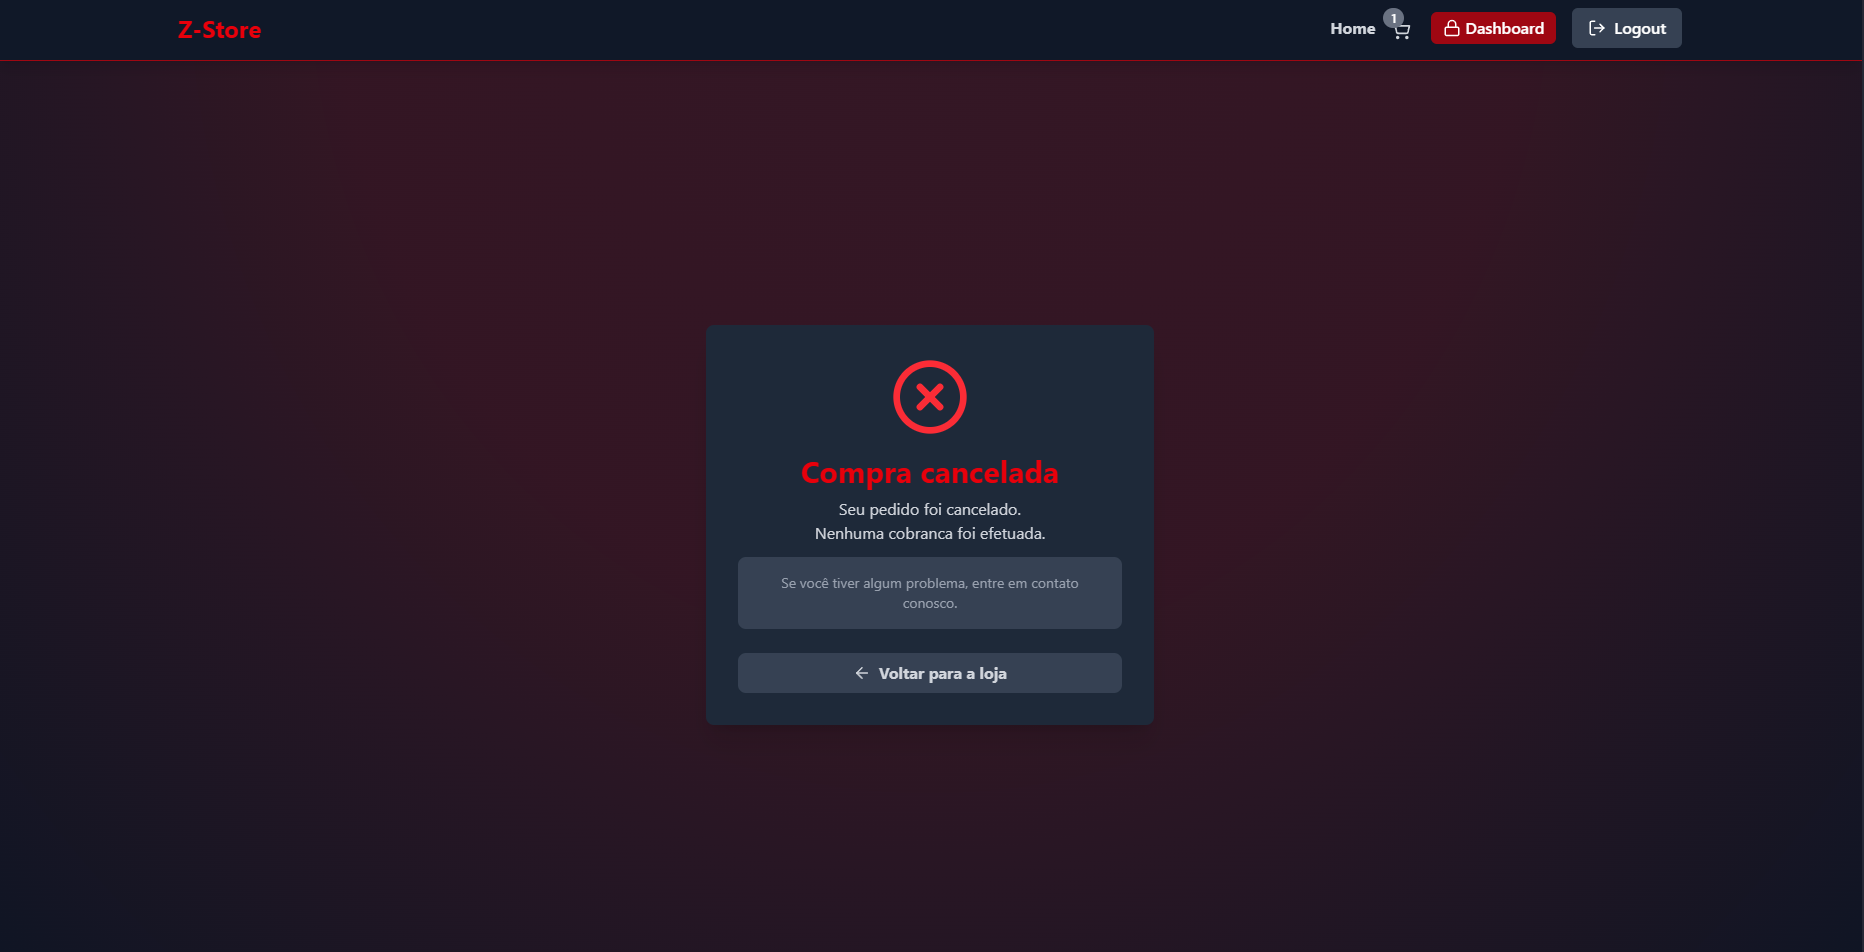 Z-Store
Home
1
Dashboard
Logout
Compra cancelada
Seu pedido foi cancelado.
Nenhuma cobranca foi efetuada.
Se você tiver algum problema, entre em contato
conosco.
Voltar para a loja